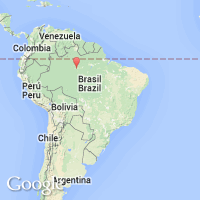 Venezuela
Colombia
Perú
Peru
Brasil
Brazil
Bolivia
Chile
Argentina
Google